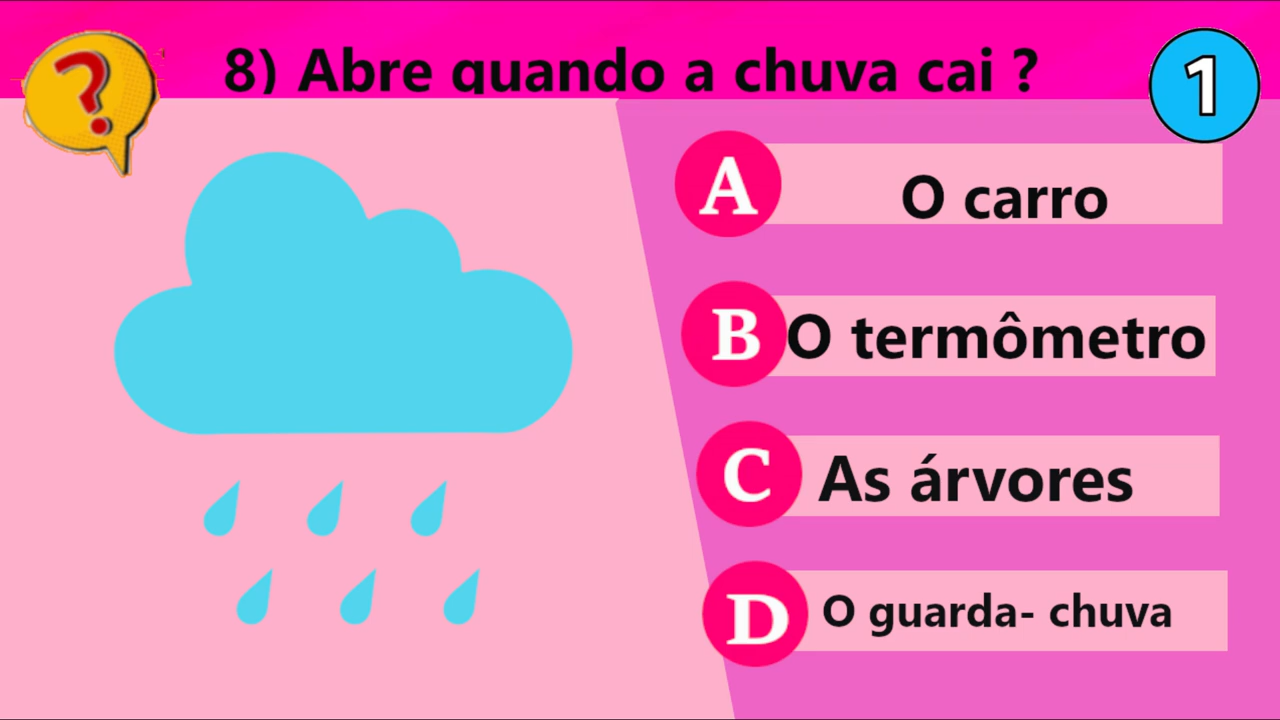 8) Abre quando a chuva cai ?
1
A O carro
B O termômetro
C As árvores
D O guarda- chuva